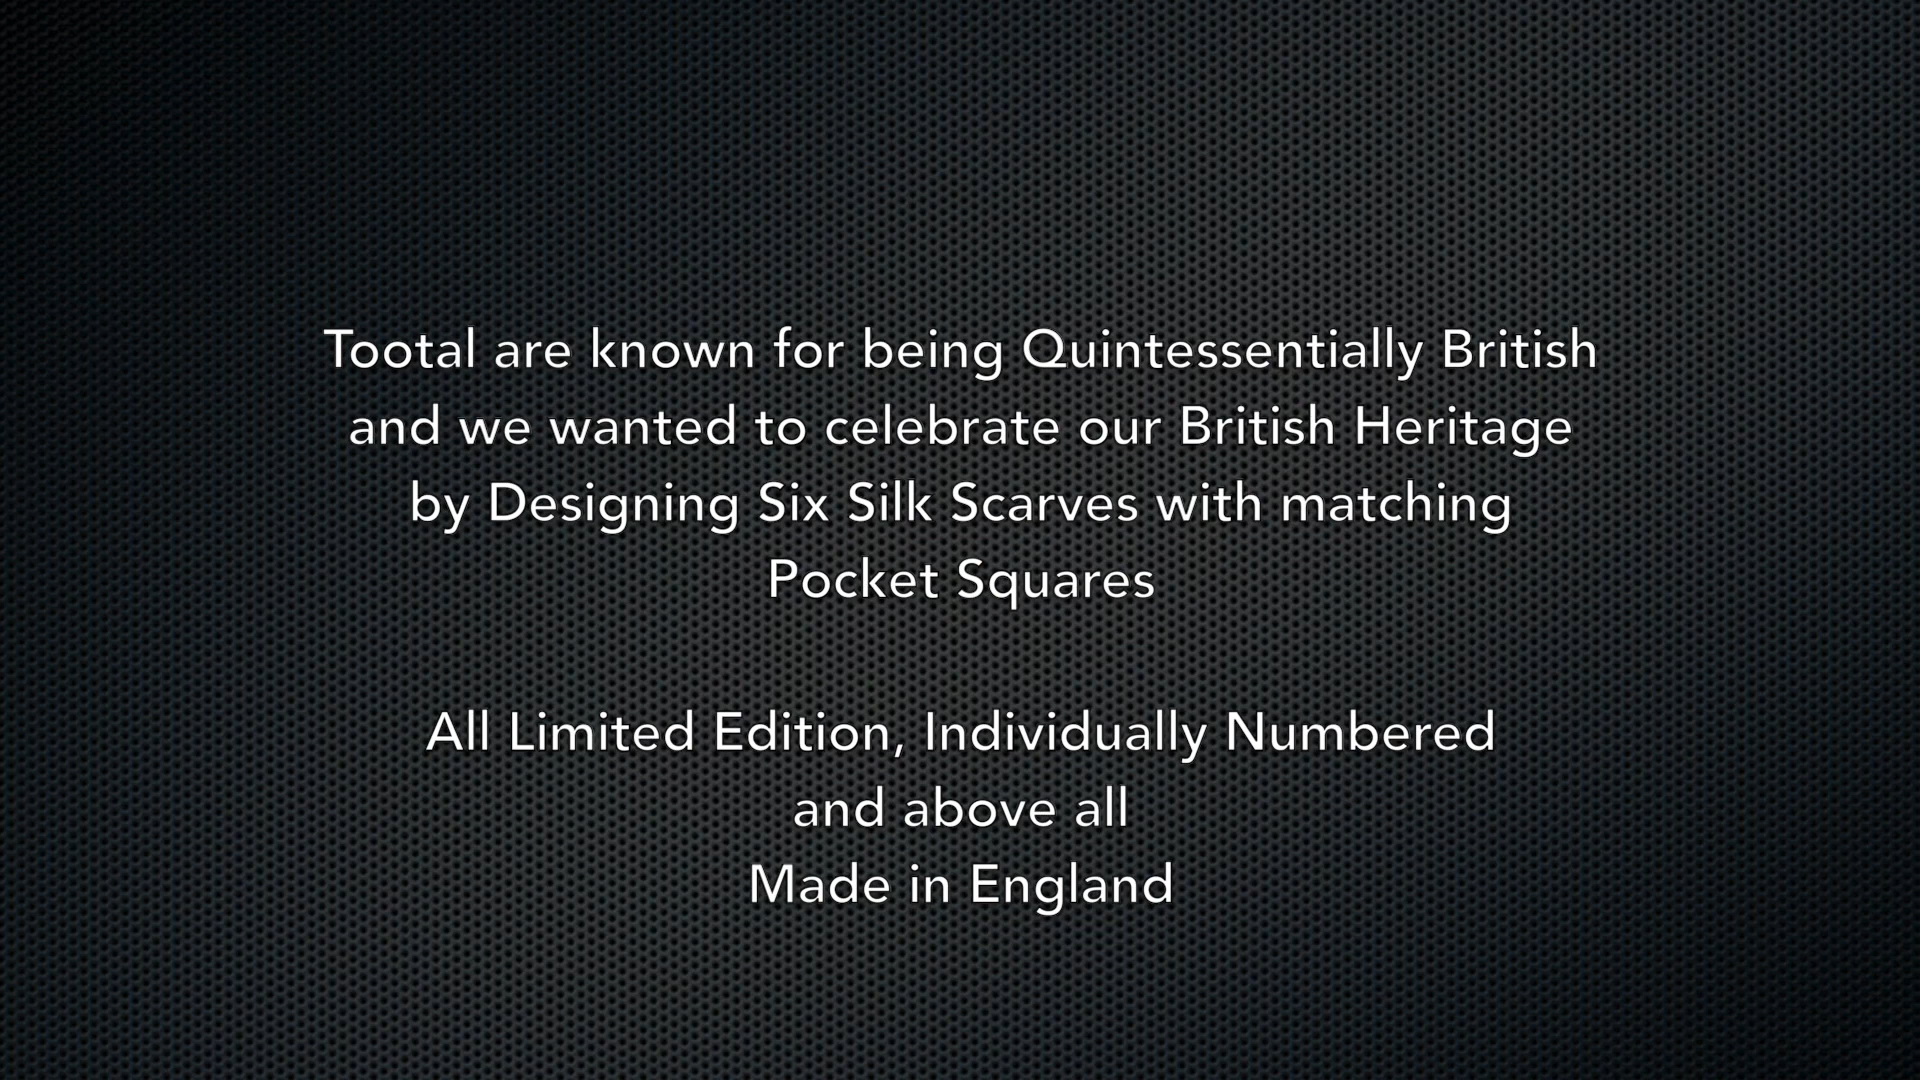 Tootal are known for being Quintessentially British
and we wanted to celebrate our British Heritage
by Designing Six Silk Scarves with matching
Pocket Squares
All Limited Edition, Individually Numbered
and above all
Made in England